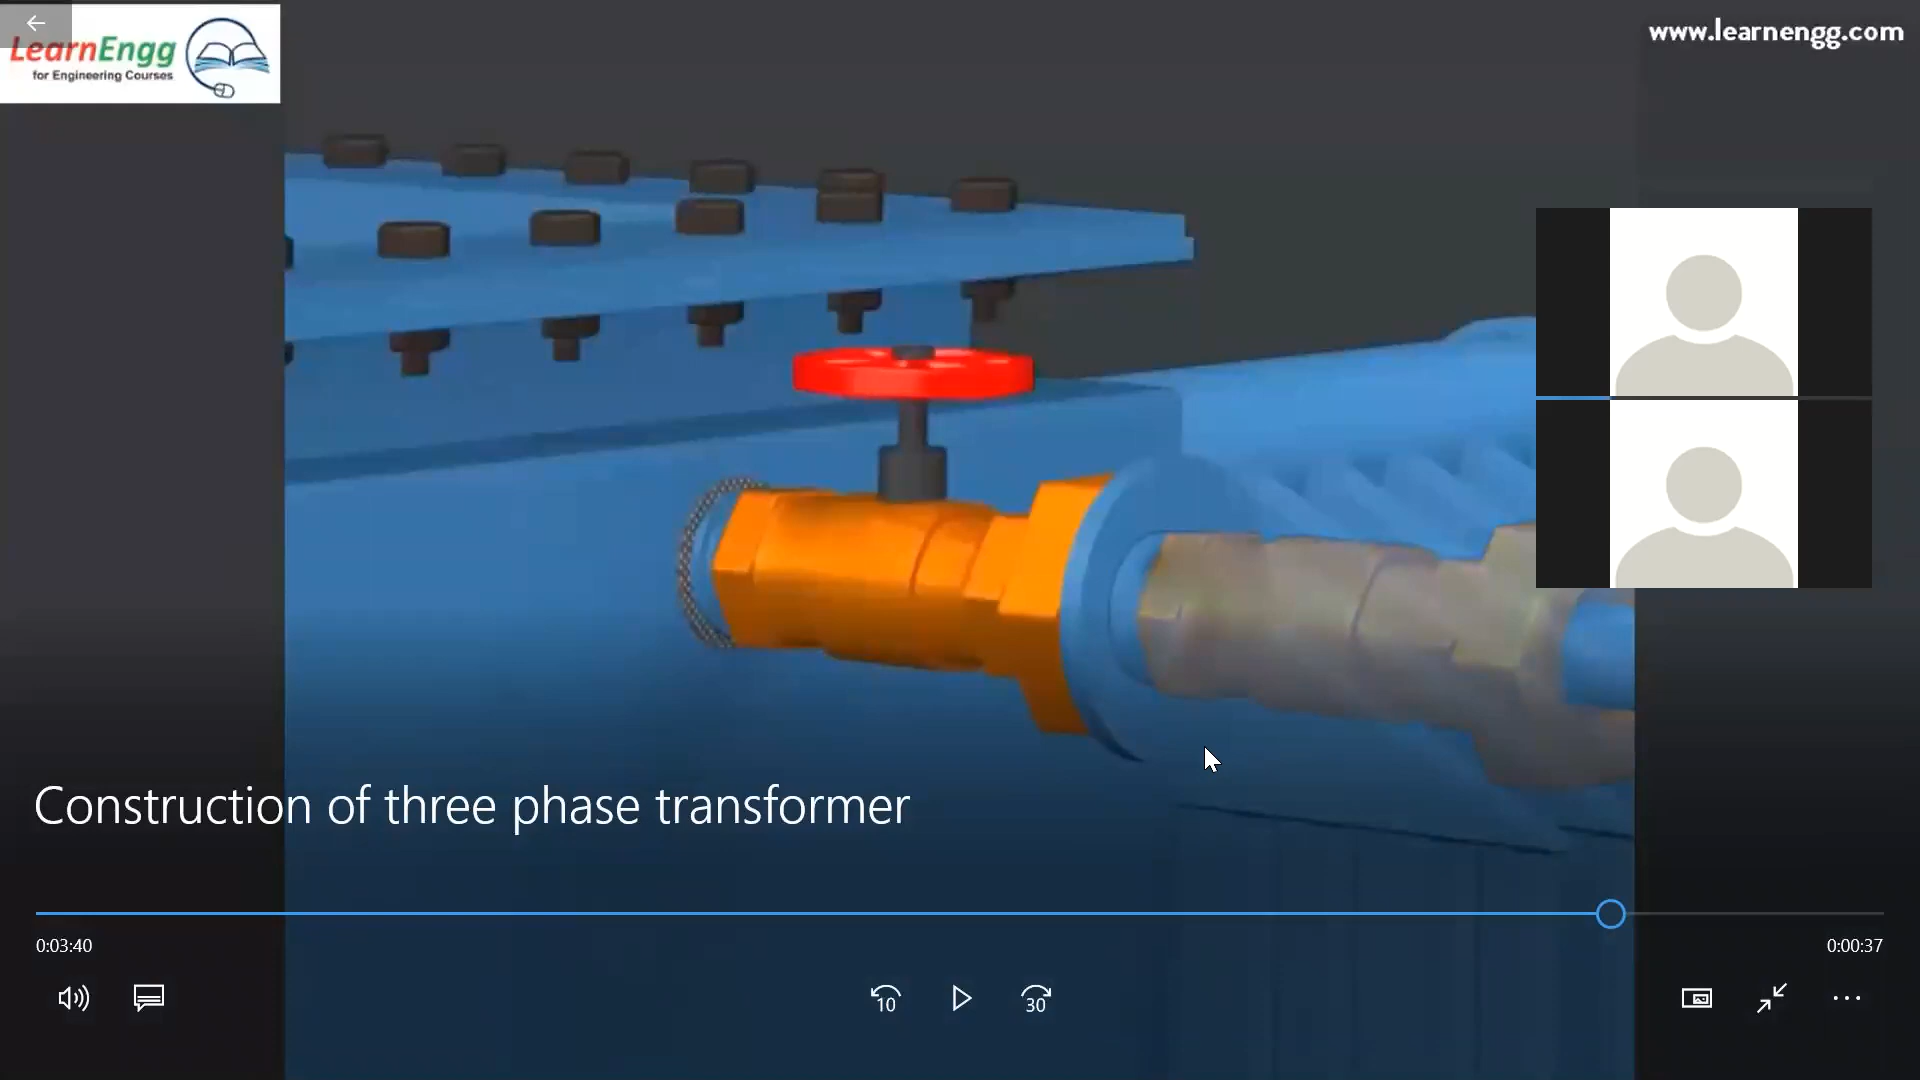 LearnEngg
for Engineering Courses
www.learnengg.com
Construction of three phase transformer
0:03:40
0:00:37
10
30